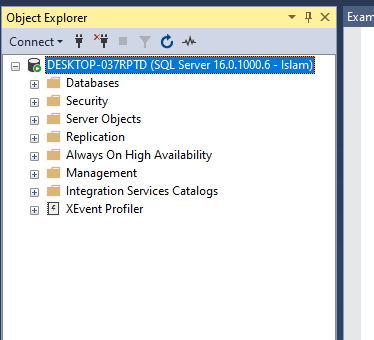 Object Explorer
Exam
Connect
DESKTOP-037RPTD (SQL Server 16.0.1000.6 - Islam)
Databases
Security
Server Objects
Replication
Always On High Availability
Management
Integration Services Catalogs
XEvent Profiler